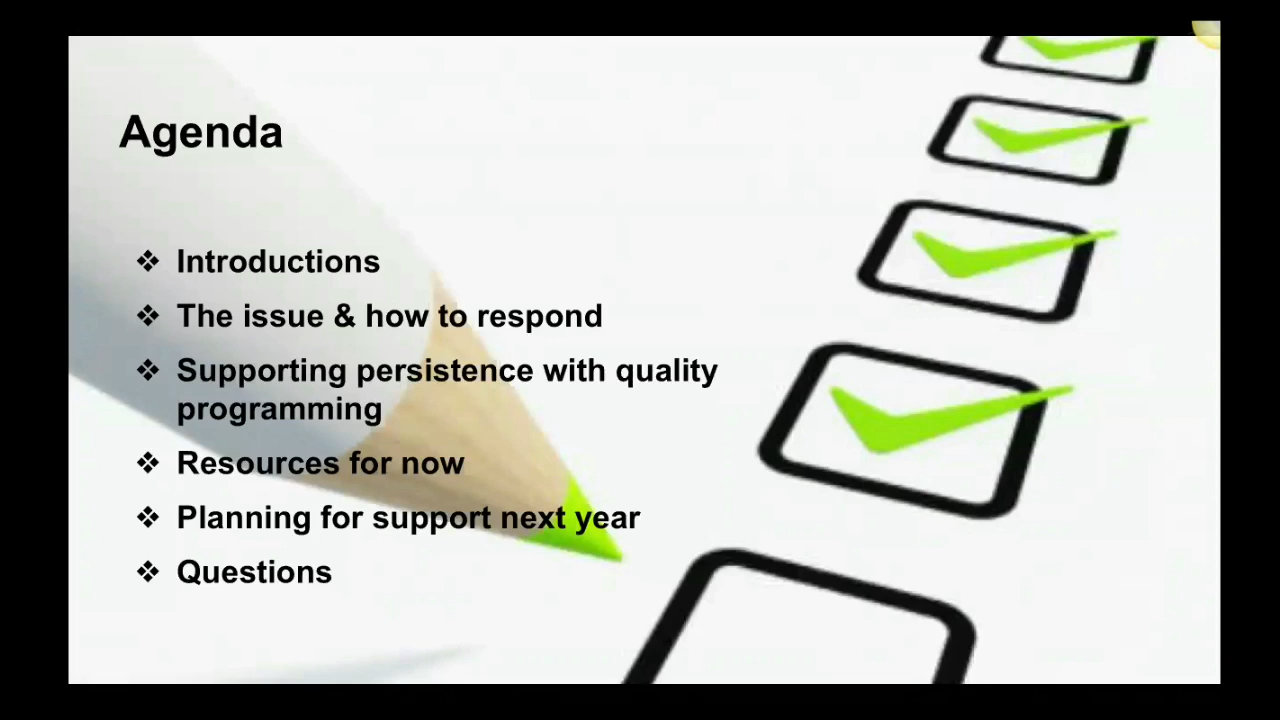 Agenda
❖ Introductions
❖ The issue & how to respond
❖ Supporting persistence with quality
programming
❖ Resources for now
❖ Planning for support next year
❖ Questions